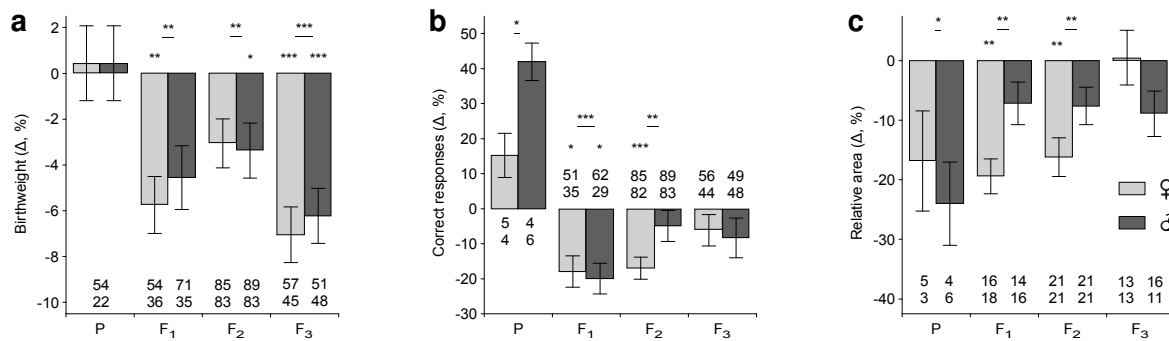 a
Birthweight (Δ, %)
2
0
-2
-4
-6
-8
-10
** ** ***
** * *** ***
54 54 71 85 89 57 51
22 36 35 83 83 45 48
P F1 F2 F3
b
Correct responses (Δ, %)
50
40
30
20
10
0
-10
-20
-30
*
*** **
* * ***
51 62 85 89 56 49
35 29 82 83 44 48
5 4
4 6
P F1 F2 F3
c
Relative area (Δ, %)
0
-10
-20
-30
-40
* ** **
** **
♀
♂
5 4 16 14 21 21 13 16
3 6 18 16 21 21 13 11
P F1 F2 F3